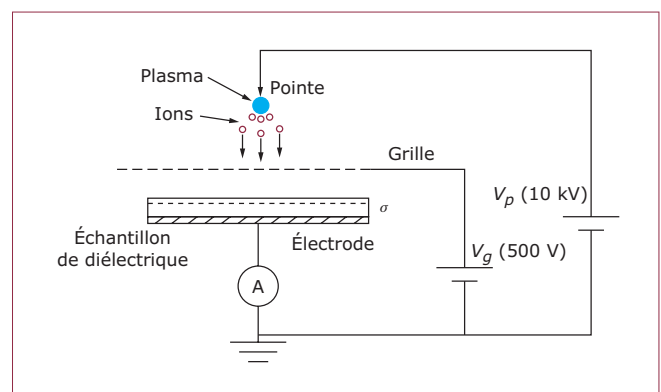 Plasma
Pointe
Ions
Grille
V_p (10 kV)
σ
Échantillon
de diélectrique
Électrode
V_g (500 V)
A